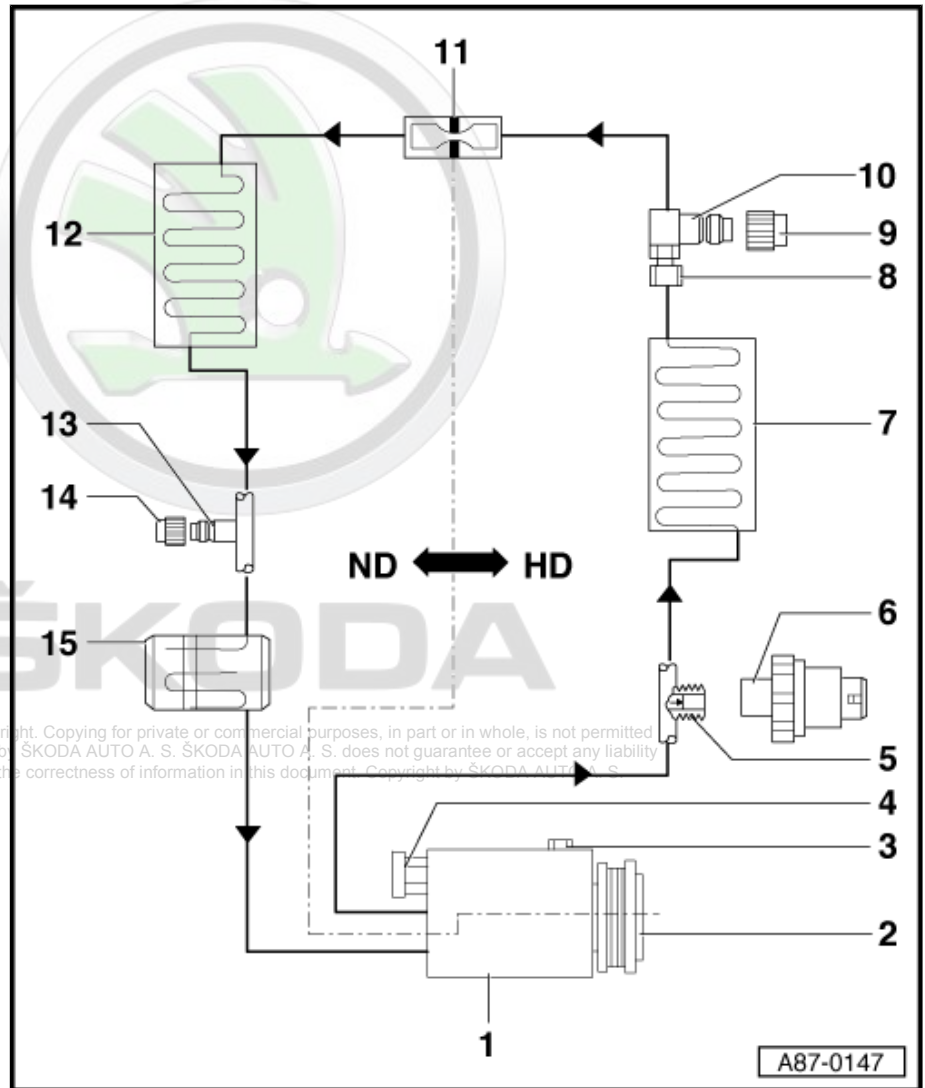 11
10
9
12
8
7
13
14
ND HD
6
15
ŠKODA
right. Copying for private or commercial purposes, in part or in whole, is not permitted
by ŠKODA AUTO A. S. ŠKODA AUTO A. S. does not guarantee or accept any liability
the correctness of information in this document. Copyright by ŠKODA AUTO A. S.
5
4
3
2
1
A87-0147